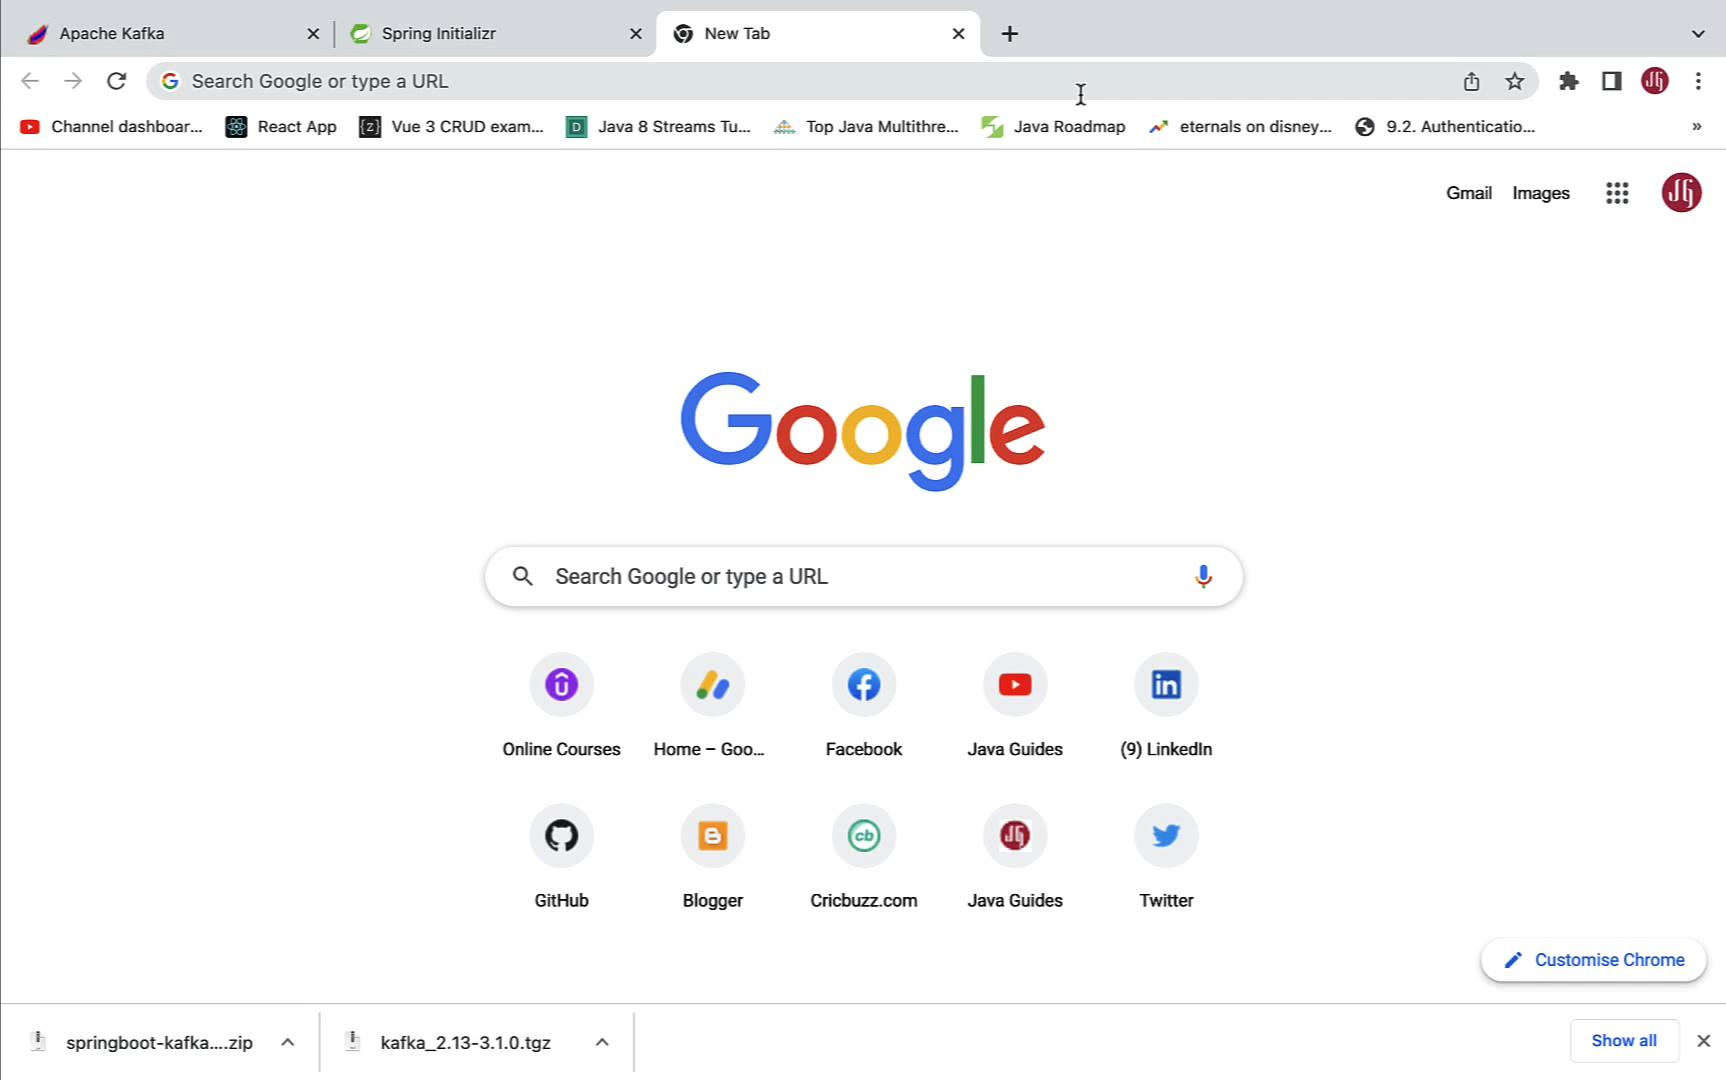 Apache Kafka
Spring Initializr
New Tab
Search Google or type a URL
Channel dashboar...
React App
Vue 3 CRUD exam...
Java 8 Streams Tu...
Top Java Multithre...
Java Roadmap
eternals on disney...
9.2. Authenticatio...
»
Gmail
Images
Google
Search Google or type a URL
Online Courses
Home – Goo...
Facebook
Java Guides
(9) LinkedIn
GitHub
Blogger
Cricbuzz.com
Java Guides
Twitter
Customise Chrome
springboot-kafka....zip
kafka_2.13-3.1.0.tgz
Show all